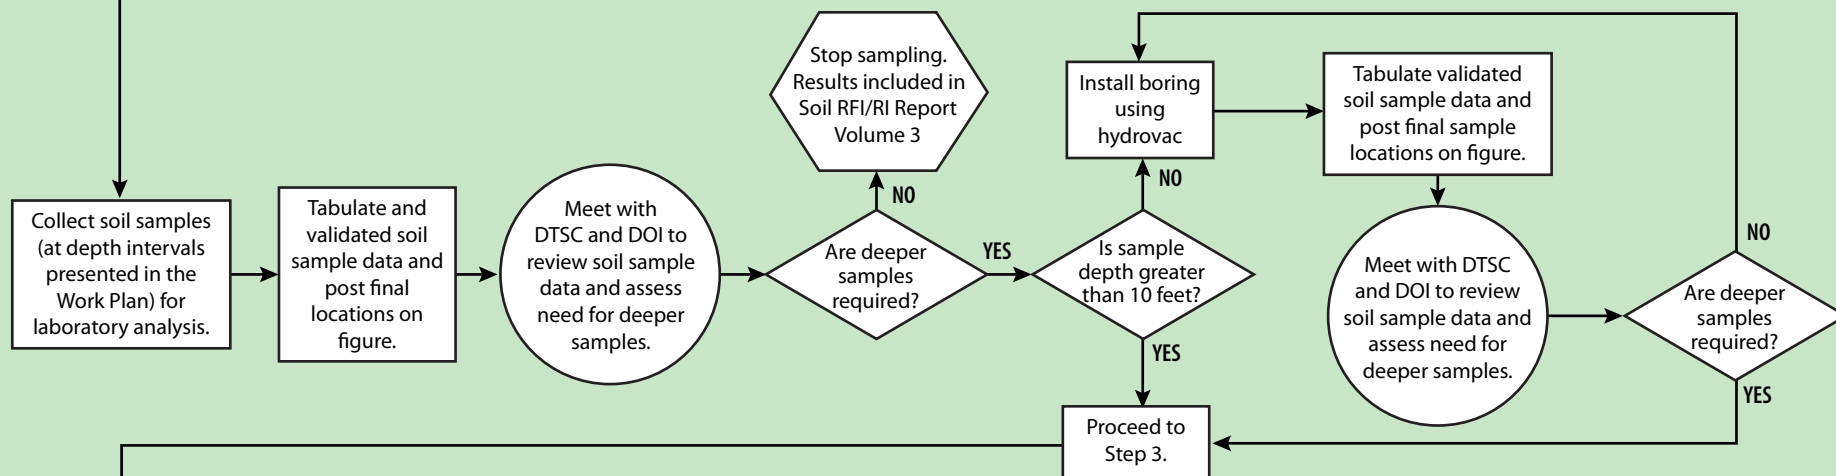 Collect soil samples
(at depth intervals
presented in the
Work Plan) for
laboratory analysis.
Tabulate and
validated soil
sample data and
post final
locations on
figure.
Meet with
DTSC and DOI to
review soil sample
data and assess
need for deeper
samples.
Are deeper
samples
required?
NO
Stop sampling.
Results included in
Soil RFI/RI Report
Volume 3
YES
Is sample
depth greater
than 10 feet?
NO
Install boring
using
hydrovac
Tabulate validated
soil sample data and
post final sample
locations on figure.
Meet with DTSC
and DOI to review
soil sample data and
assess need for
deeper samples.
Are deeper
samples
required?
NO
YES
YES
Proceed to
Step 3.